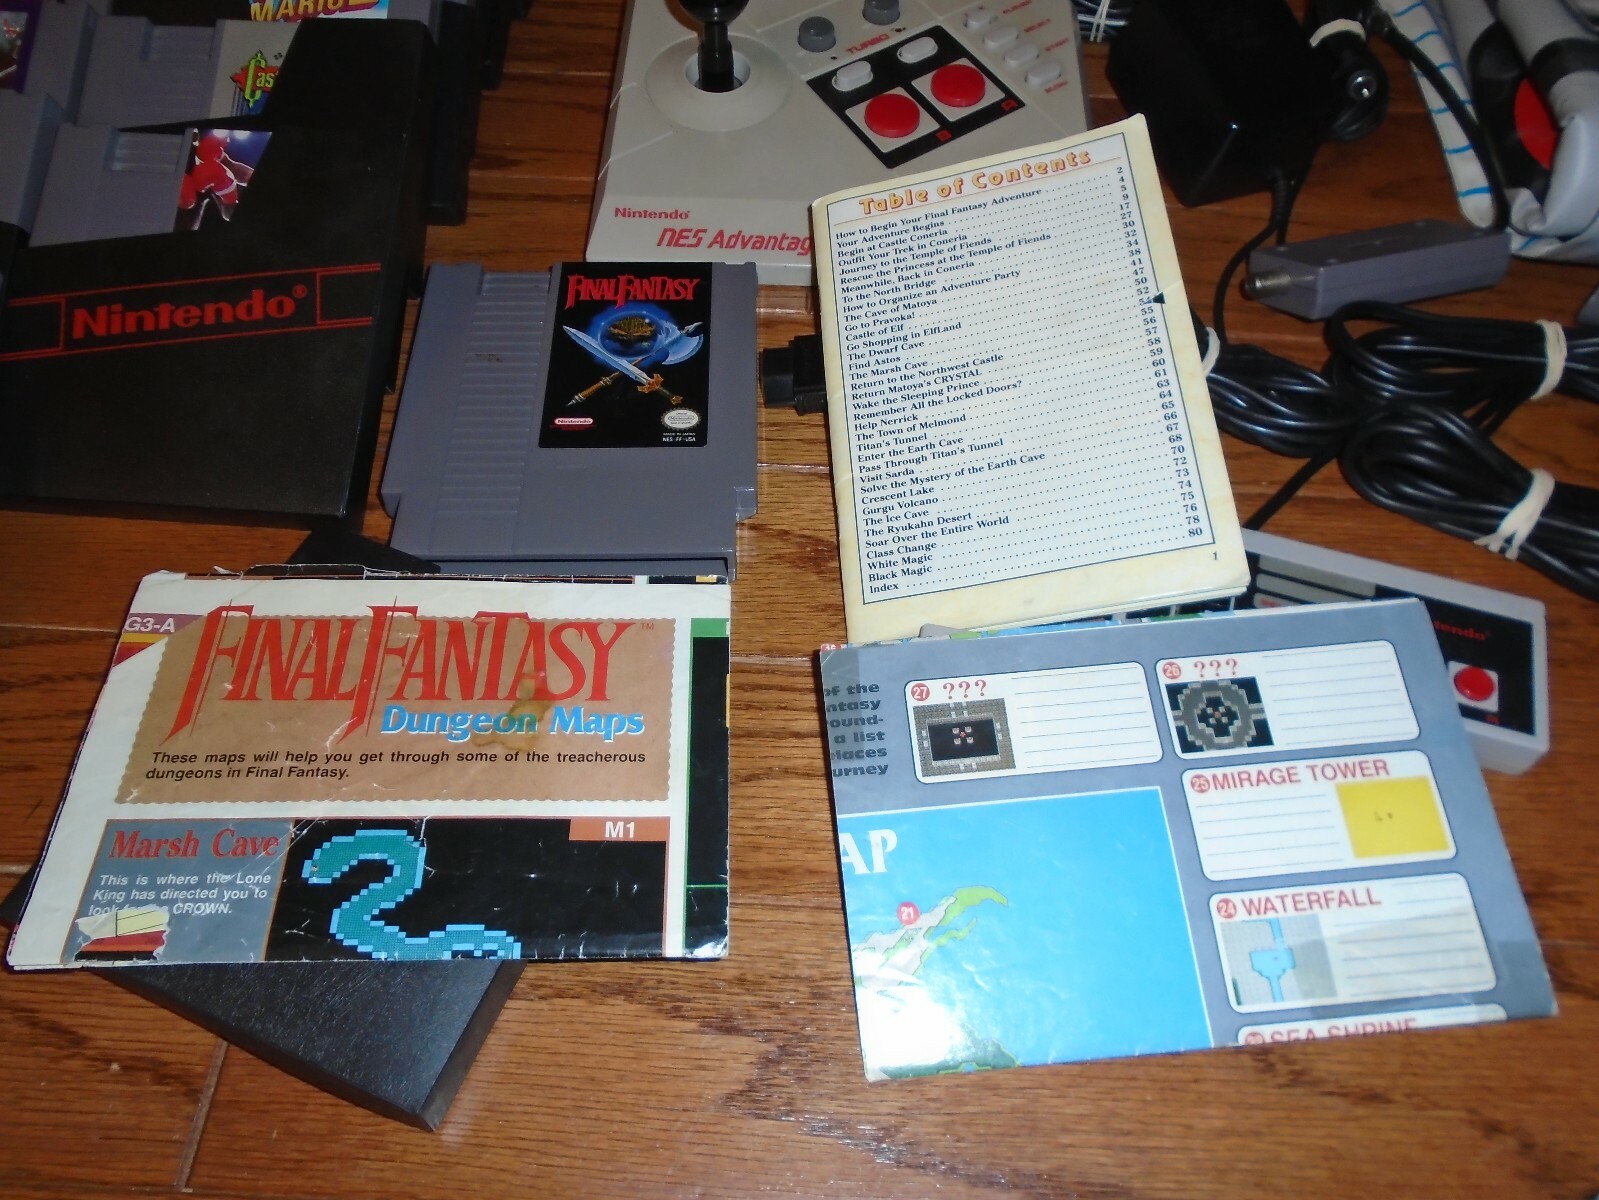 MARIO
Cas
Nintendo®
FINAL FANTASY
Nintendo
MADE IN JAPAN
NES-FF-USA
TURBO
SELECT
START
B
A
Nintendo®
NES Advantag
Table of Contents
How to Begin Your Final Fantasy Adventure . . . . . . . . . . 2
Your Adventure Begins . . . . . . . . . . 4
Begin at Castle Coneria . . . . . . . . . . 5
Outfit Your Trek in Coneria . . . . . . . . . . 9
Journey to the Temple of Fiends . . . . . . . . . . 17
Rescue the Princess at the Temple of Fiends . . . . . . . . . . 27
Meanwhile, Back in Coneria . . . . . . . . . . 30
To the North Bridge . . . . . . . . . . 32
How to Organize an Adventure Party . . . . . . . . . . 34
The Cave of Matoya . . . . . . . . . . 38
Go to Pravoka! . . . . . . . . . . 41
Castle of Elf . . . . . . . . . . 47
Go Shopping in ElfLand . . . . . . . . . . 50
The Dwarf Cave . . . . . . . . . . 52
Find Astos . . . . . . . . . . 54
The Marsh Cave . . . . . . . . . . 55
Return to the Northwest Castle . . . . . . . . . . 56
Return Matoya's CRYSTAL . . . . . . . . . . 57
Wake the Sleeping Prince . . . . . . . . . . 58
Remember All the Locked Doors? . . . . . . . . . . 59
Help Nerrick . . . . . . . . . . 60
The Town of Melmond . . . . . . . . . . 61
Titan's Tunnel . . . . . . . . . . 63
Enter the Earth Cave . . . . . . . . . . 64
Pass Through Titan's Tunnel . . . . . . . . . . 65
Visit Sarda . . . . . . . . . . 66
Solve the Mystery of the Earth Cave . . . . . . . . . . 67
Crescent Lake . . . . . . . . . . 68
Gurgu Volcano . . . . . . . . . . 70
The Ice Cave . . . . . . . . . . 72
The Ryukahn Desert . . . . . . . . . . 73
Soar Over the Entire World . . . . . . . . . . 74
Class Change . . . . . . . . . . 75
White Magic . . . . . . . . . . 76
Black Magic . . . . . . . . . . 78
Index . . . . . . . . . . 80
1
G3-A
FINAL FANTASY™
Dungeon Maps
These maps will help you get through some of the treacherous
dungeons in Final Fantasy.
Marsh Cave
M1
This is where the Lone
King has directed you to
CROWN.
of the
ntasy
ound-
a list
laces
urney
27 ???
26 ???
25 MIRAGE TOWER
24 WATERFALL
SEA SHRINE
AP
21
endo®